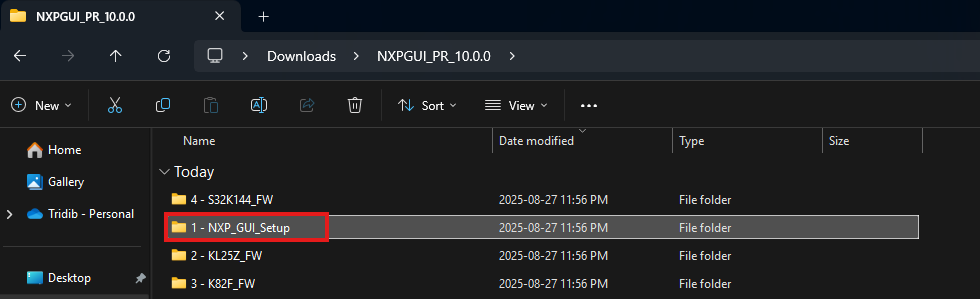 NXPGUI_PR_10.0.0
Downloads NXPGUI_PR_10.0.0
New Sort View
Name Date modified Type Size
Home
Gallery
Tridib - Personal
Desktop
Today
4 - S32K144_FW 2025-08-27 11:56 PM File folder
1 - NXP_GUI_Setup 2025-08-27 11:56 PM File folder
2 - KL25Z_FW 2025-08-27 11:56 PM File folder
3 - K82F_FW 2025-08-27 11:56 PM File folder